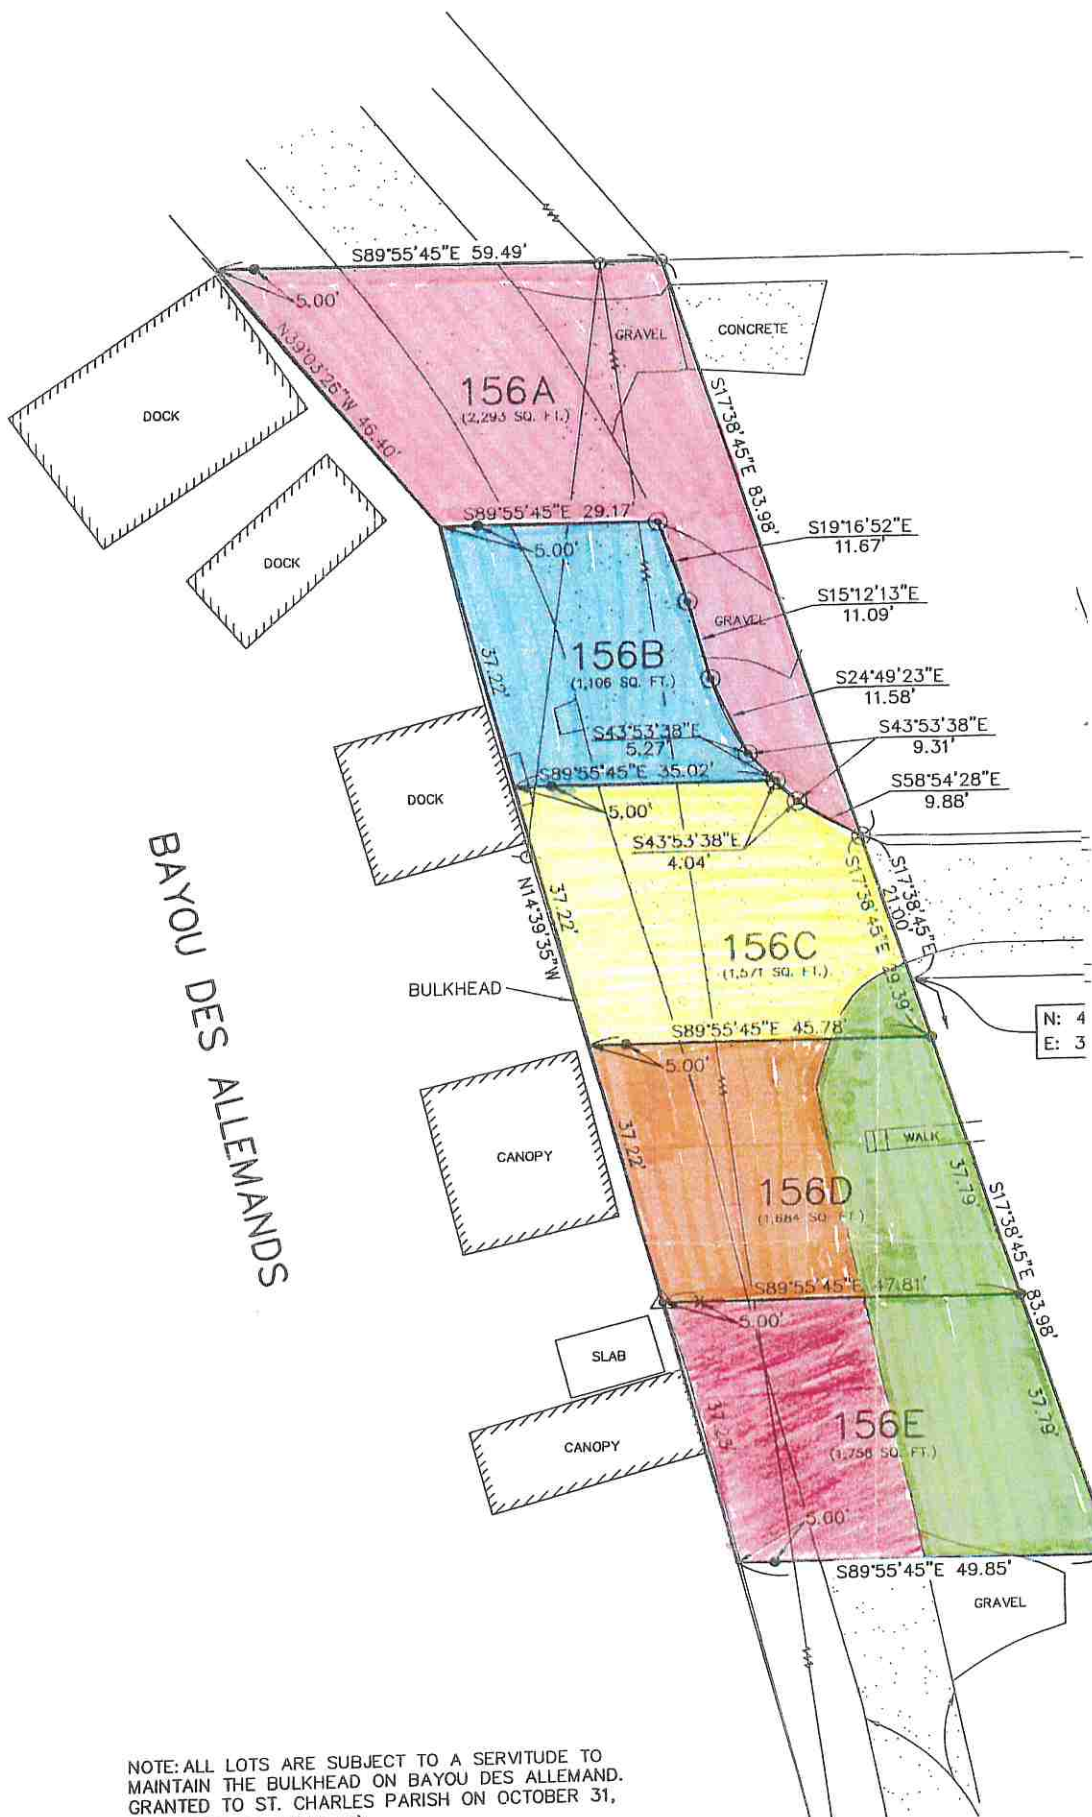 S89°55'45"E 59.49'
5.00'
GRAVEL
CONCRETE
N39°03'26"W 46.40'
DOCK
156A
(2,293 SQ. FT.)
S17°38'45"E 83.98'
S89°55'45"E 29.17'
5.00'
DOCK
S19°16'52"E
11.67'
S15°12'13"E
11.09'
GRAVEL
156B
(1,106 SQ. FT.)
37.22'
S24°49'23"E
11.58'
S43°53'38"E
5.27'
S43°53'38"E
9.31'
S89°55'45"E 35.02'
S58°54'28"E
9.88'
DOCK
5.00'
S43°53'38"E
4.04'
BAYOU DES ALLEMANDS
N14°39'35"W
37.22'
S17°38'45"E 29.39'
S17°38'45"E
21.00'
156C
(1,571 SQ. FT.)
BULKHEAD
S89°55'45"E 45.78'
N: 4
E: 3
5.00'
37.22'
WALK
CANOPY
156D
(1,684 SQ. FT.)
37.79'
S17°38'45"E 83.98'
S89°55'45"E 47.81'
5.00'
SLAB
37.23'
156E
(1,758 SQ. FT.)
37.79'
CANOPY
5.00'
S89°55'45"E 49.85'
GRAVEL
NOTE: ALL LOTS ARE SUBJECT TO A SERVITUDE TO
MAINTAIN THE BULKHEAD ON BAYOU DES ALLEMAND.
GRANTED TO ST. CHARLES PARISH ON OCTOBER 31,